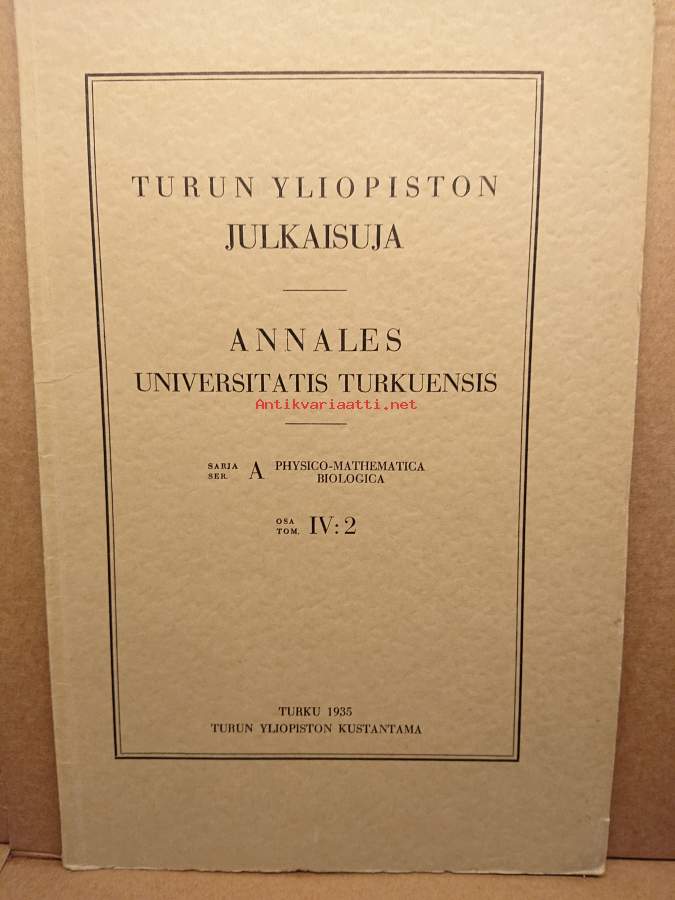 TURUN YLIOPISTON
JULKAISUJA
ANNALES
UNIVERSITATIS TURKUENSIS
Antikvariaatti.net
SARJA
SER. A PHYSICO-MATHEMATICA
BIOLOGICA
OSA
TOM. IV: 2
TURKU 1935
TURUN YLIOPISTON KUSTANTAMA